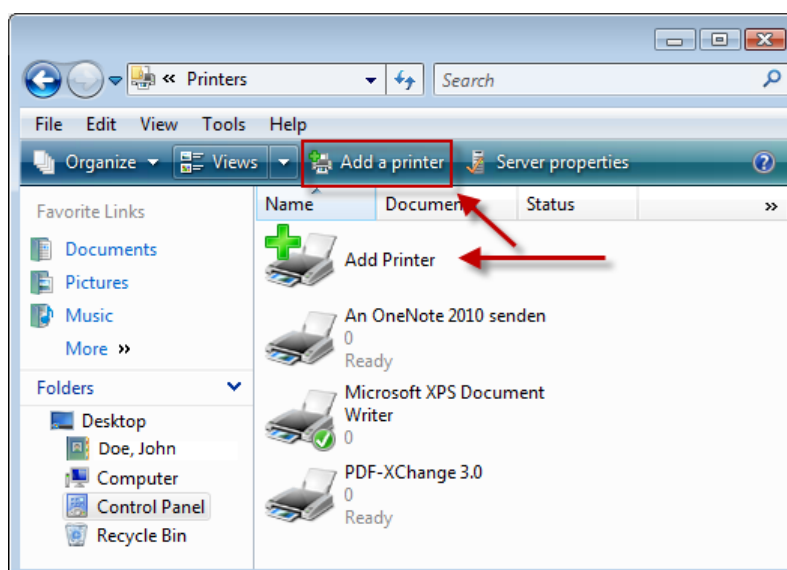 « Printers
Search
File Edit View Tools Help
Organize Views Add a printer Server properties ?
Favorite Links
Documents
Pictures
Music
More »
Folders
Desktop
Doe, John
Computer
Control Panel
Recycle Bin
Name Document Status »
Add Printer
An OneNote 2010 senden
0
Ready
Microsoft XPS Document
Writer
0
PDF-XChange 3.0
0
Ready